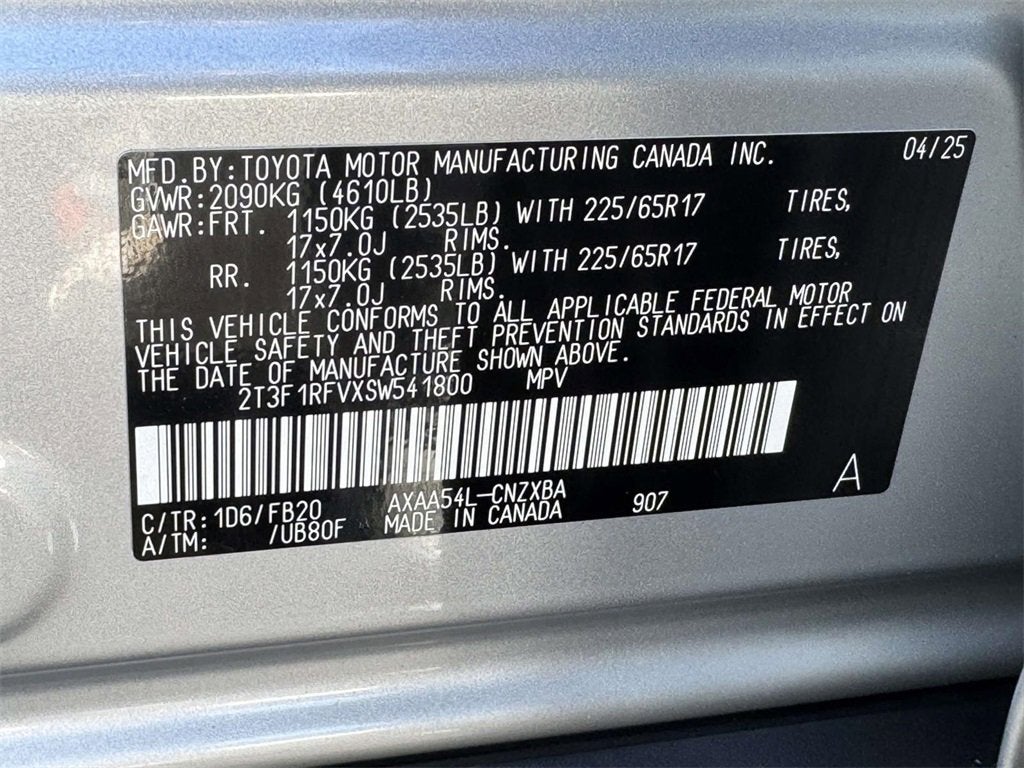 MFD.BY:TOYOTA MOTOR MANUFACTURING CANADA INC. 04/25
GVWR:2090KG (4610LB)
GAWR:FRT. 1150KG (2535LB) WITH 225/65R17 TIRES,
17x7.0J RIMS.
RR. 1150KG (2535LB) WITH 225/65R17 TIRES,
17x7.0J RIMS.
THIS VEHICLE CONFORMS TO ALL APPLICABLE FEDERAL MOTOR
VEHICLE SAFETY AND THEFT PREVENTION STANDARDS IN EFFECT ON
THE DATE OF MANUFACTURE SHOWN ABOVE.
2T3F1RFVXSW541800 MPV
C/TR:1D6/FB20 AXAA54L-CNZXBA 907 A
A/TM: /UB80F MADE IN CANADA